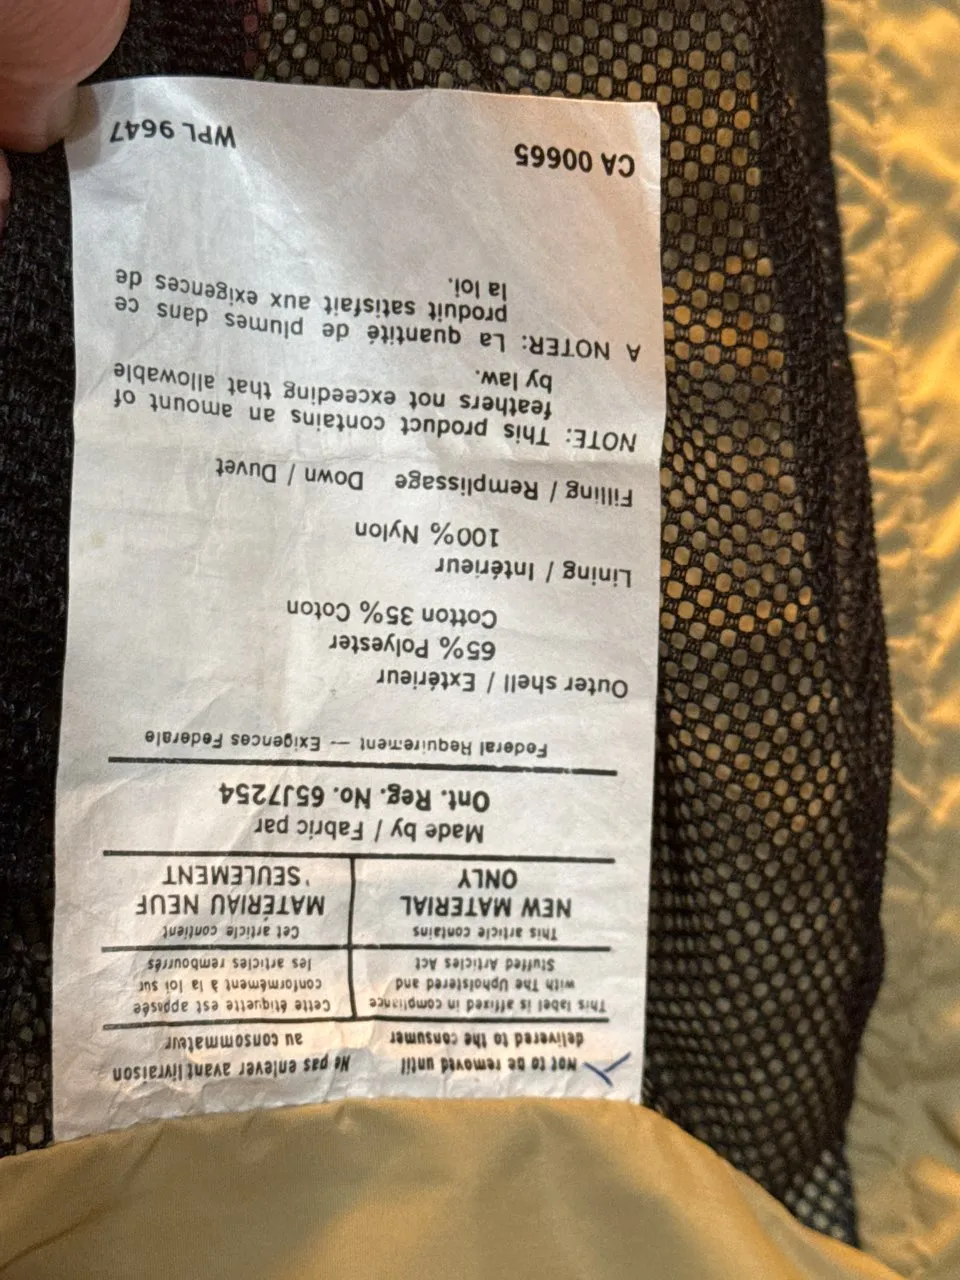 Not to be removed until
delivered to the consumer
Ne pas enlever avant livraison
au consommateur
This label is affixed in compliance
with The Upholstered and
Stuffed Articles Act
Cette étiquette est apposée
conformément à la loi sur
les articles rembourrés
This article contains
NEW MATERIAL
ONLY
Cet article contient
MATÉRIAU NEUF
SEULEMENT
Made by / Fabric par
Ont. Reg. No. 65J7254
Federal Requirement — Exigences Federale
Outer shell / Extérieur
65% Polyester
Cotton 35% Coton
Lining / Intérieur
100% Nylon
Filling / Remplissage Down / Duvet
NOTE: This product contains an amount of
feathers not exceeding that allowable
by law.
A NOTER: La quantité de plumes dans ce
produit satisfait aux exigences de
la loi.
CA 00665
WPL 9647